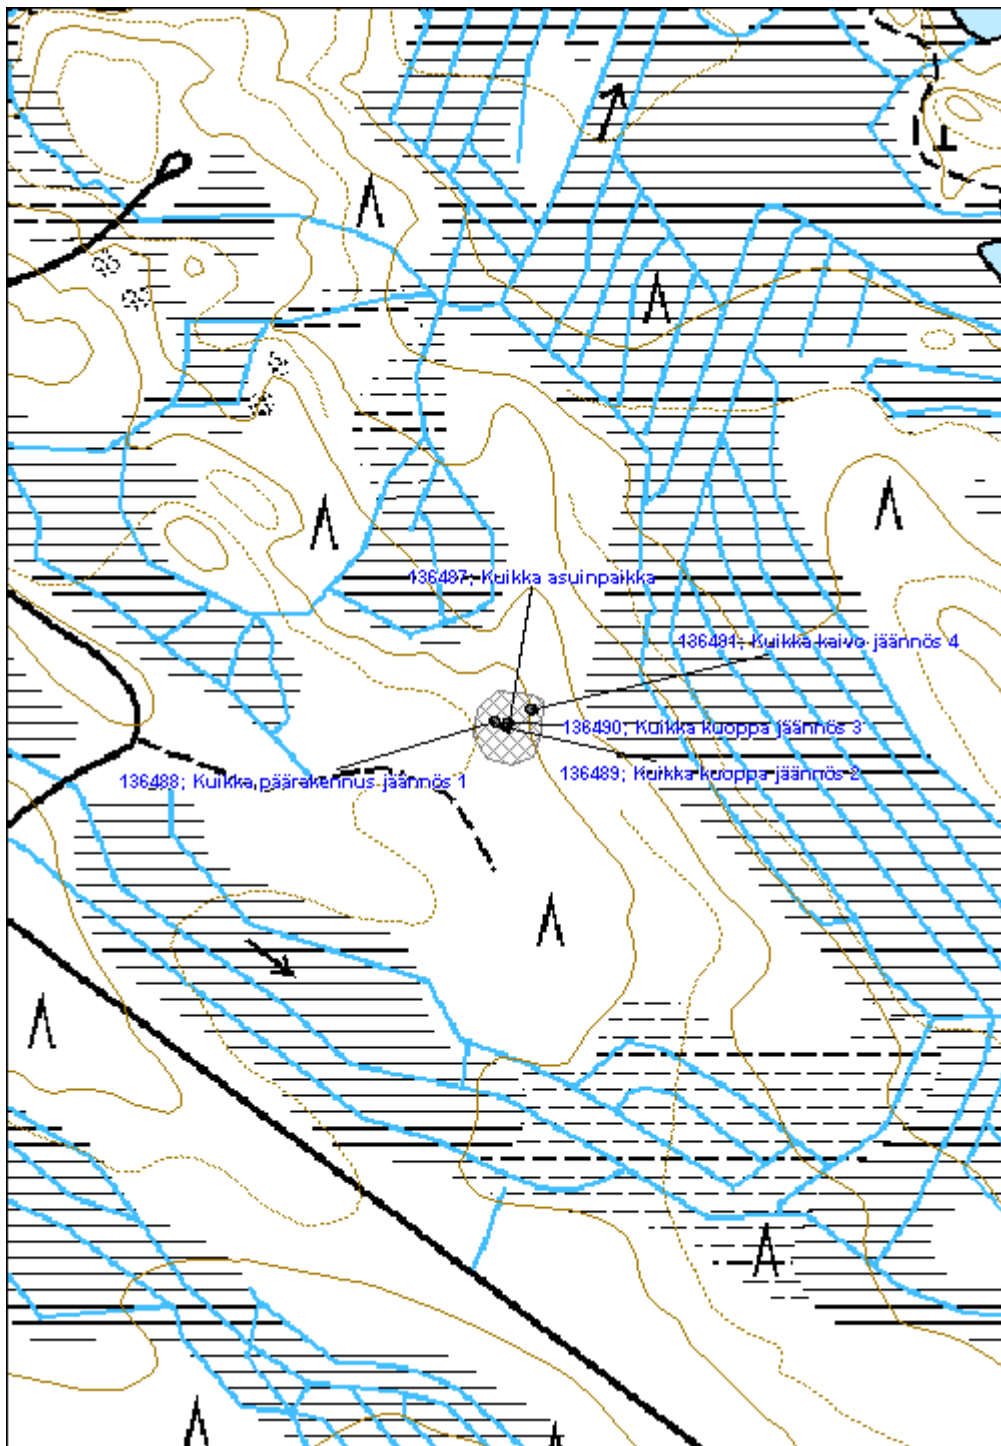 136487; Kuikka asuinpaikka
136491; Kuikka kaivo jäännös 4
136490; Kuikka kuoppa jäännös 3
136489; Kuikka kuoppa jäännös 2
136488; Kuikka päärakennus jäännös 1